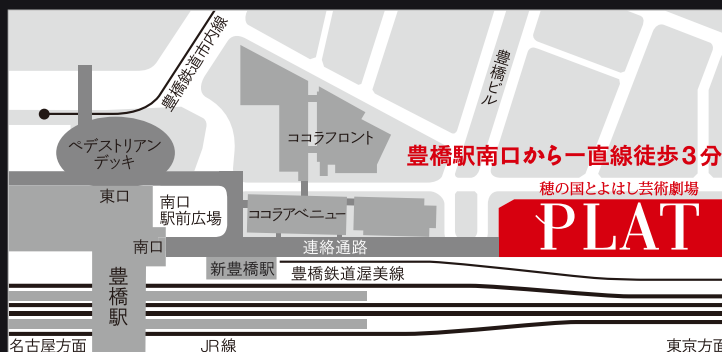 豊橋鉄道市内線
豊橋ビル
ペデストリアン
デッキ
ココラフロント
豊橋駅南口から一直線徒歩3分
穂の国とよはし芸術劇場
PLAT
東口
南口
駅前広場
ココラアベニュー
南口
連絡通路
新豊橋駅
豊橋鉄道渥美線
豊橋駅
名古屋方面
JR線
東京方面